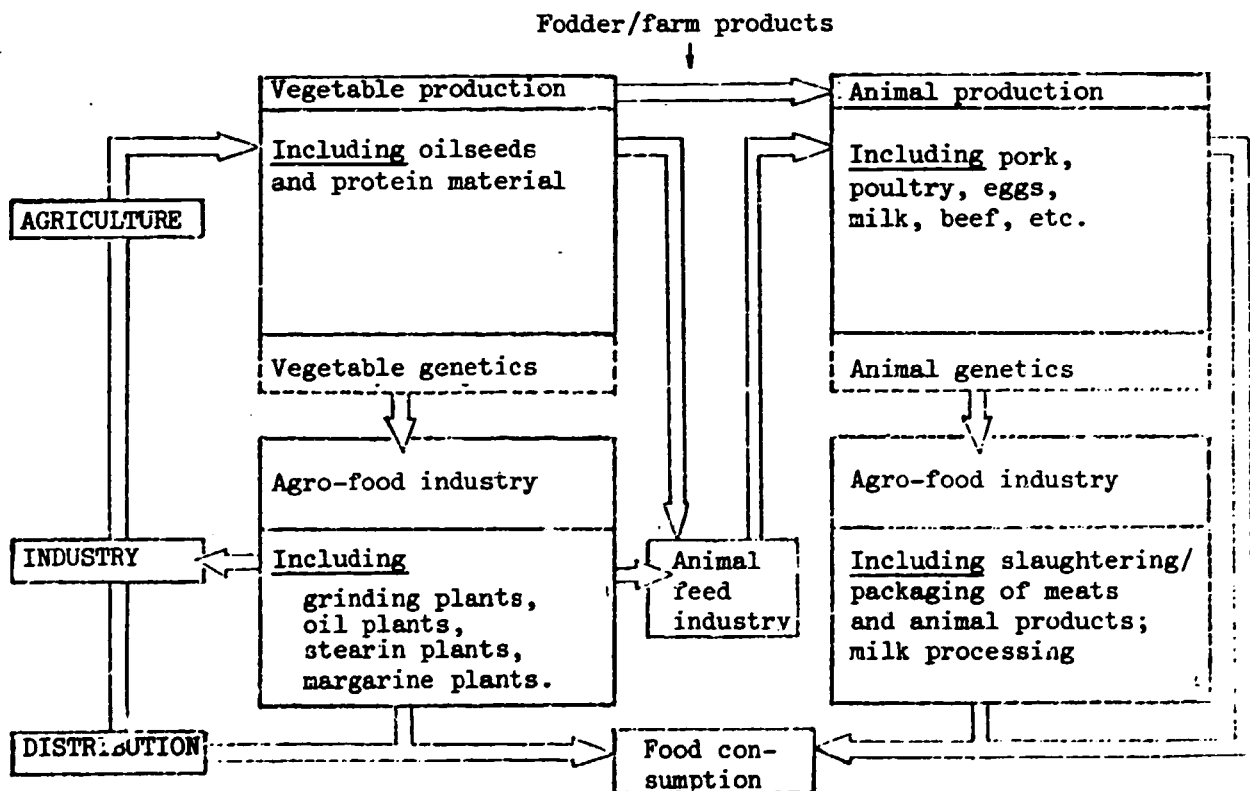 Fodder/farm products
Vegetable production
Including oilseeds
and protein material
Vegetable genetics
Animal production
Including pork,
poultry, eggs,
milk, beef, etc.
Animal genetics
AGRICULTURE
INDUSTRY
DISTRIBUTION
Agro-food industry
Including
grinding plants,
oil plants,
stearin plants,
margarine plants.
Animal
feed
industry
Agro-food industry
Including slaughtering/
packaging of meats
and animal products;
milk processing
Food con-
sumption